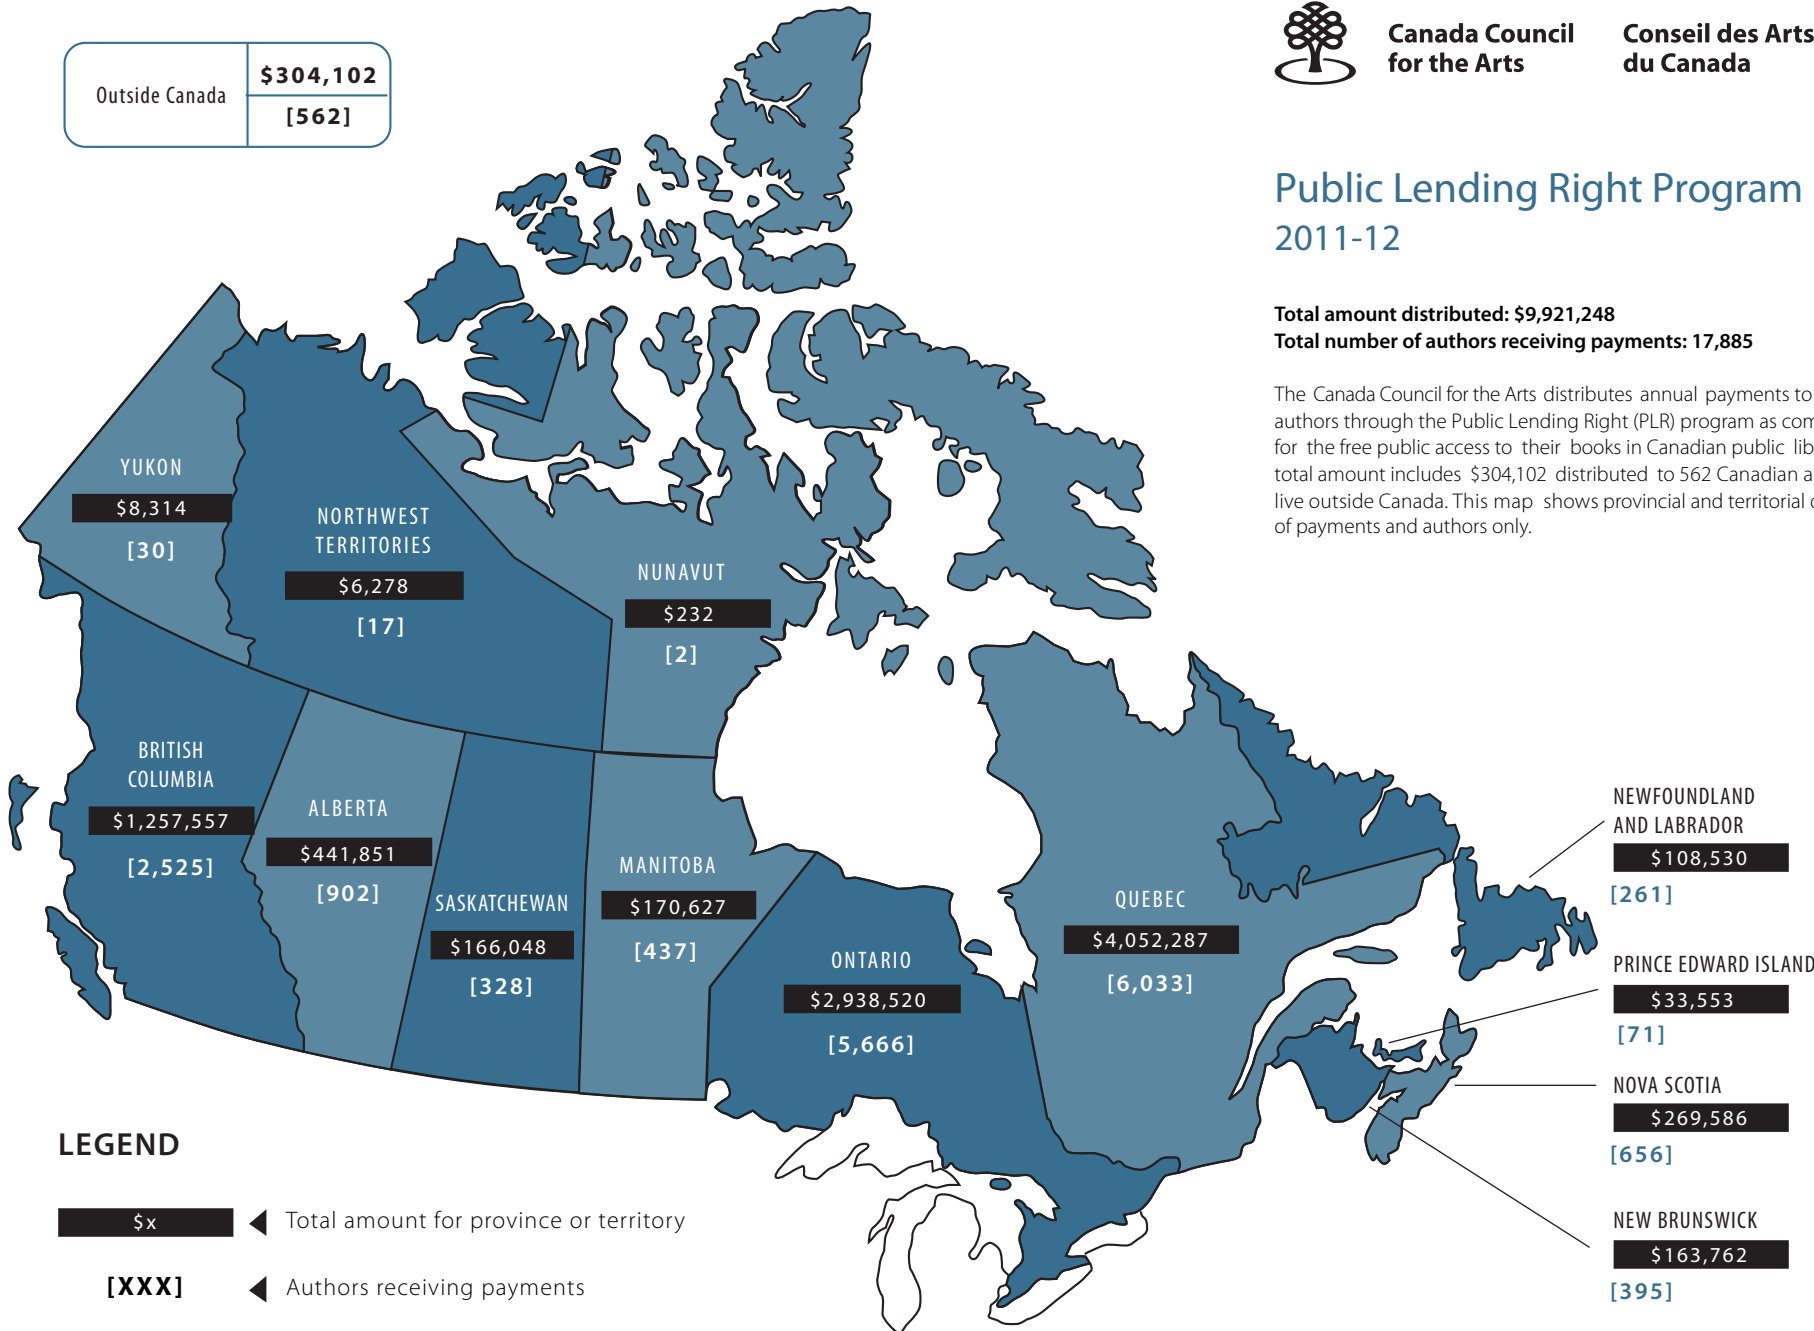 Outside Canada
$304,102
[562]
Canada Council
for the Arts
Conseil des Arts
du Canada
Public Lending Right Program
2011-12
Total amount distributed: $9,921,248
Total number of authors receiving payments: 17,885
The Canada Council for the Arts distributes annual payments to
authors through the Public Lending Right (PLR) program as
for the free public access to their books in Canadian public
total amount includes $304,102 distributed to 562 Canadian
live outside Canada. This map shows provincial and territorial
of payments and authors only.
YUKON
$8,314
[30]
NORTHWEST
TERRITORIES
$6,278
[17]
NUNAVUT
$232
[2]
BRITISH
COLUMBIA
$1,257,557
[2,525]
ALBERTA
$441,851
[902]
SASKATCHEWAN
$166,048
[328]
MANITOBA
$170,627
[437]
ONTARIO
$2,938,520
[5,666]
QUEBEC
$4,052,287
[6,033]
NEWFOUNDLAND
AND LABRADOR
$108,530
[261]
PRINCE EDWARD ISLAND
$33,553
[71]
NOVA SCOTIA
$269,586
[656]
NEW BRUNSWICK
$163,762
[395]
LEGEND
$x
Total amount for province or territory
[XXX]
Authors receiving payments